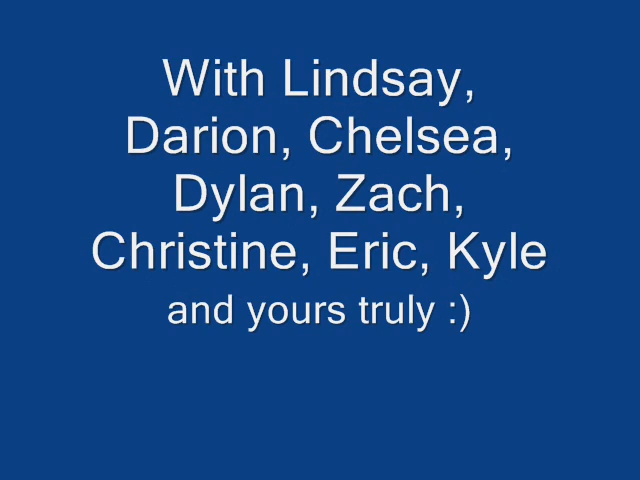 With Lindsay,
Darion, Chelsea,
Dylan, Zach,
Christine, Eric, Kyle
and yours truly :)